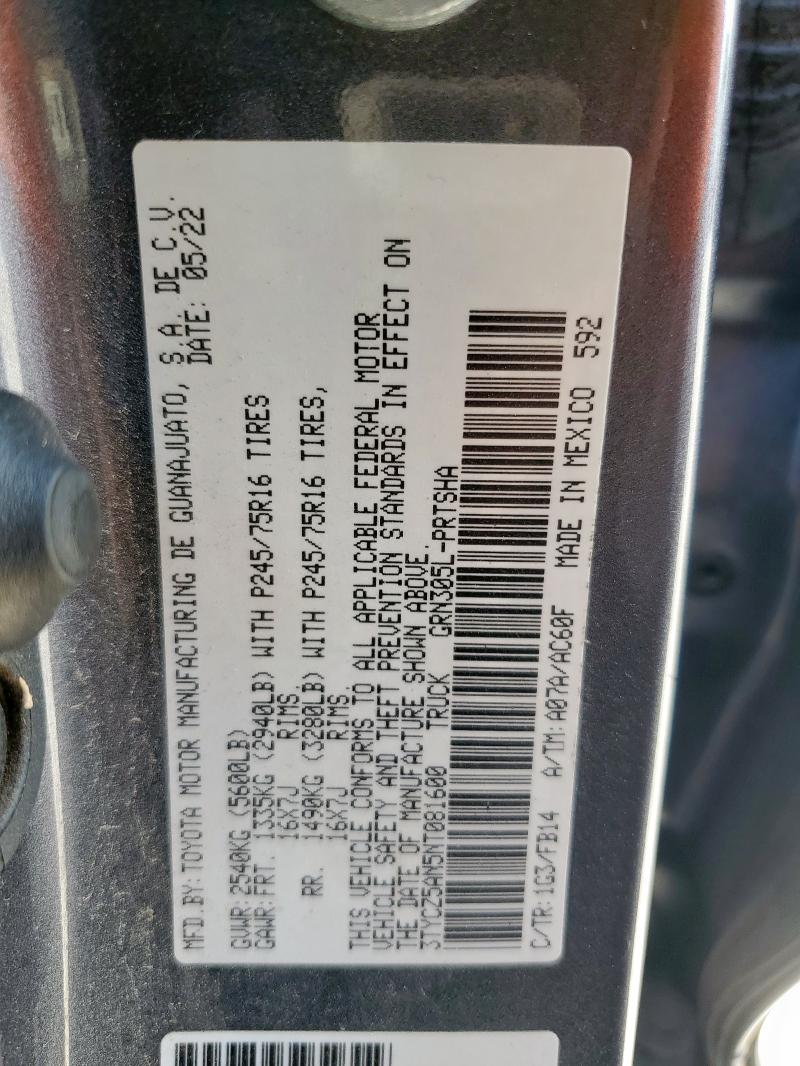 MFD.BY: TOYOTA MOTOR MANUFACTURING DE GUANAJUATO, S.A. DE C.V.
DATE: 05/22
GVWR: 2540KG (5600LB)
GAWR: FRT. 1335KG (2940LB) WITH P245/75R16 TIRES
16X7J RIMS.
RR. 1490KG (3280LB) WITH P245/75R16 TIRES,
16X7J RIMS.
THIS VEHICLE CONFORMS TO ALL APPLICABLE FEDERAL MOTOR
VEHICLE SAFETY AND THEFT PREVENTION STANDARDS IN EFFECT ON
THE DATE OF MANUFACTURE SHOWN ABOVE.
3TYCZ5AN5NT081600 TRUCK GRN305L-PRTSHA
C/TR: 1G3/FB14 A/TM: A07A/AC60F MADE IN MEXICO 592